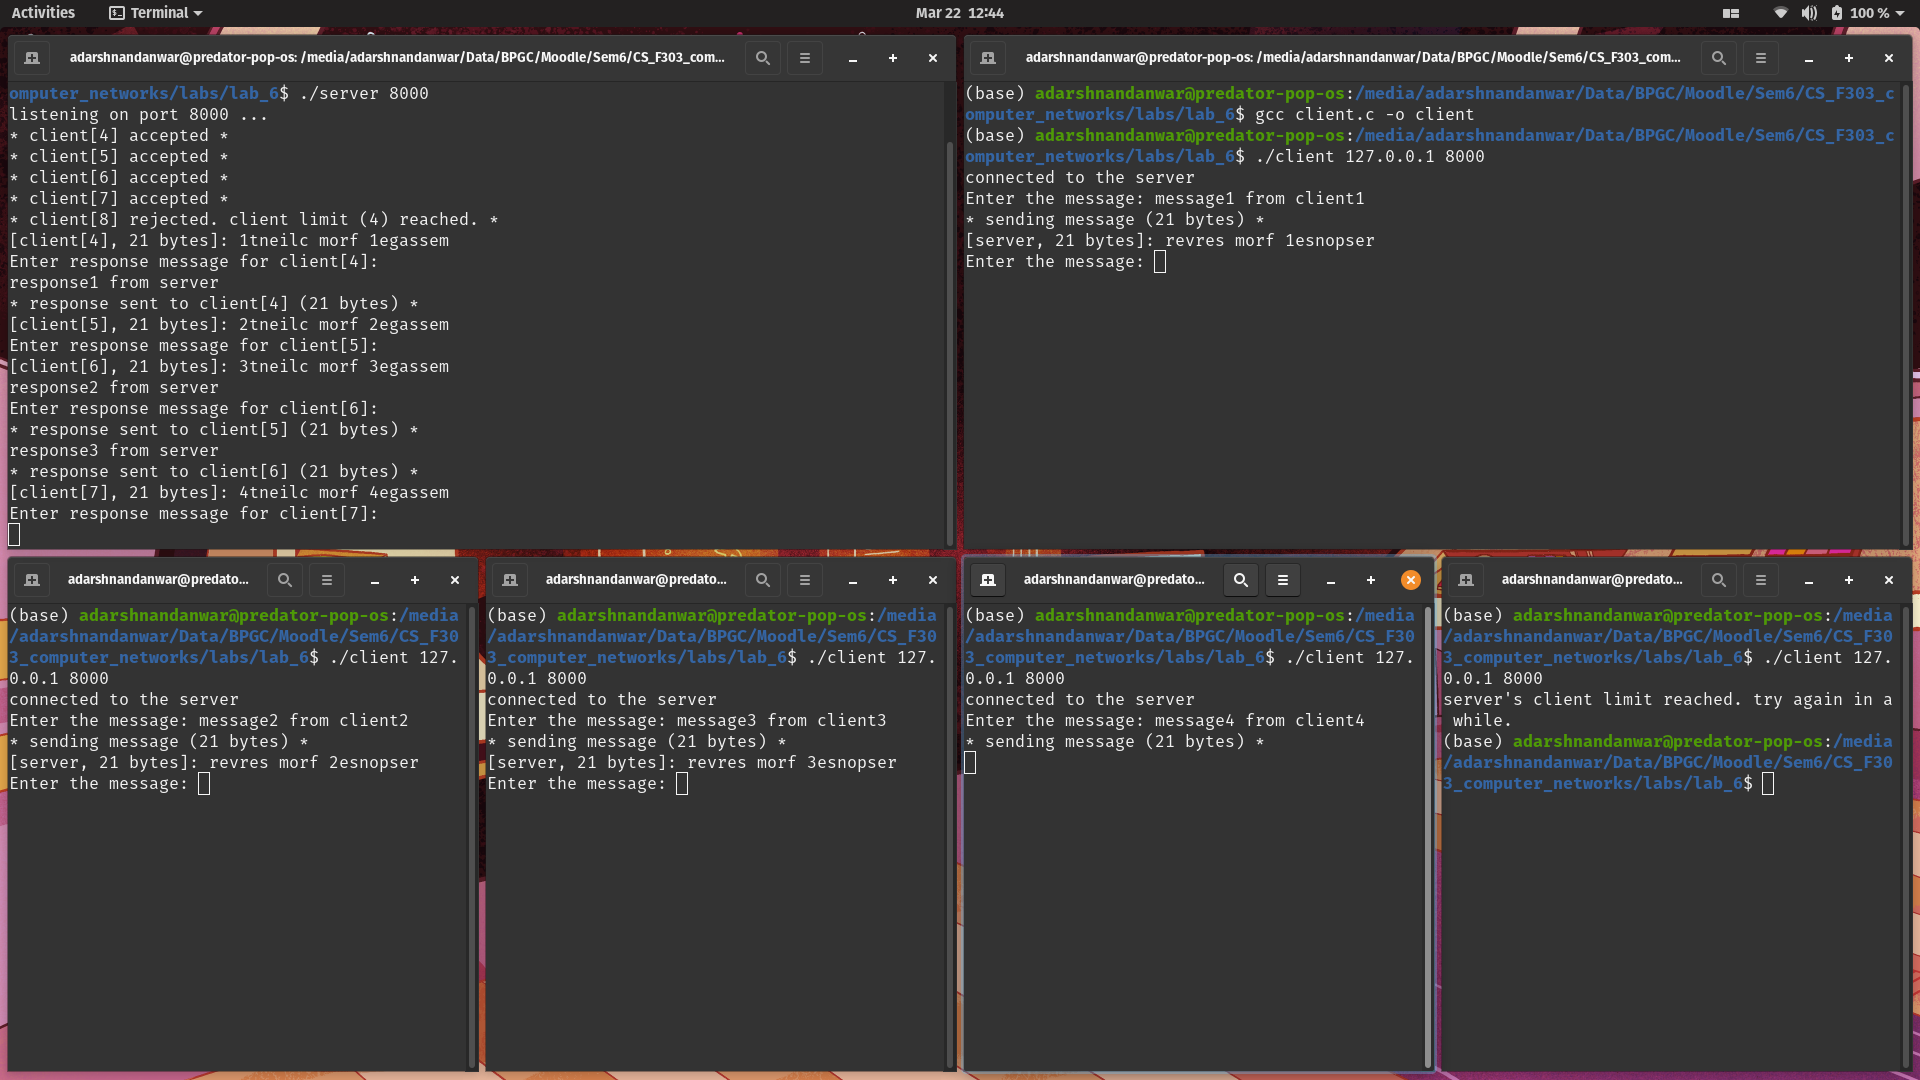 Activities
Terminal
Mar 22 12:44
100 %
adarshnandanwar@predator-pop-os: /media/adarshnandanwar/Data/BPGC/Moodle/Sem6/CS_F303_com...
omputer_networks/labs/lab_6$ ./server 8000
listening on port 8000 ...
* client[4] accepted *
* client[5] accepted *
* client[6] accepted *
* client[7] accepted *
* client[8] rejected. client limit (4) reached. *
[client[4], 21 bytes]: 1tneilc morf 1egassem
Enter response message for client[4]:
response1 from server
* response sent to client[4] (21 bytes) *
[client[5], 21 bytes]: 2tneilc morf 2egassem
Enter response message for client[5]:
[client[6], 21 bytes]: 3tneilc morf 3egassem
response2 from server
Enter response message for client[6]:
* response sent to client[5] (21 bytes) *
response3 from server
* response sent to client[6] (21 bytes) *
[client[7], 21 bytes]: 4tneilc morf 4egassem
Enter response message for client[7]:
adarshnandanwar@predator-pop-os: /media/adarshnandanwar/Data/BPGC/Moodle/Sem6/CS_F303_com...
(base) adarshnandanwar@predator-pop-os:/media/adarshnandanwar/Data/BPGC/Moodle/Sem6/CS_F303_c
omputer_networks/labs/lab_6$ gcc client.c -o client
(base) adarshnandanwar@predator-pop-os:/media/adarshnandanwar/Data/BPGC/Moodle/Sem6/CS_F303_c
omputer_networks/labs/lab_6$ ./client 127.0.0.1 8000
connected to the server
Enter the message: message1 from client1
* sending message (21 bytes) *
[server, 21 bytes]: revres morf 1esnopser
Enter the message:
adarshnandanwar@predato...
(base) adarshnandanwar@predator-pop-os:/media
/adarshnandanwar/Data/BPGC/Moodle/Sem6/CS_F30
3_computer_networks/labs/lab_6$ ./client 127.
0.0.1 8000
connected to the server
Enter the message: message2 from client2
* sending message (21 bytes) *
[server, 21 bytes]: revres morf 2esnopser
Enter the message:
adarshnandanwar@predato...
(base) adarshnandanwar@predator-pop-os:/media
/adarshnandanwar/Data/BPGC/Moodle/Sem6/CS_F30
3_computer_networks/labs/lab_6$ ./client 127.
0.0.1 8000
connected to the server
Enter the message: message3 from client3
* sending message (21 bytes) *
[server, 21 bytes]: revres morf 3esnopser
Enter the message:
adarshnandanwar@predato...
(base) adarshnandanwar@predator-pop-os:/media
/adarshnandanwar/Data/BPGC/Moodle/Sem6/CS_F30
3_computer_networks/labs/lab_6$ ./client 127.
0.0.1 8000
connected to the server
Enter the message: message4 from client4
* sending message (21 bytes) *
adarshnandanwar@predato...
(base) adarshnandanwar@predator-pop-os:/media
/adarshnandanwar/Data/BPGC/Moodle/Sem6/CS_F30
3_computer_networks/labs/lab_6$ ./client 127.
0.0.1 8000
server's client limit reached. try again in a
 while.
(base) adarshnandanwar@predator-pop-os:/media
/adarshnandanwar/Data/BPGC/Moodle/Sem6/CS_F30
3_computer_networks/labs/lab_6$